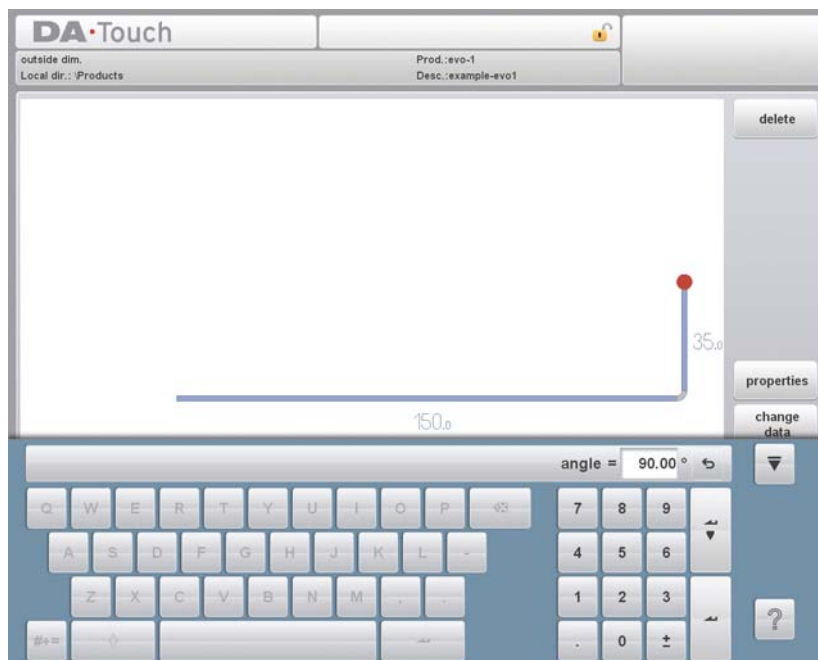 DA·Touch
outside dim.
Prod.:evo-1
Local dir.: \Products
Desc.:example-evo1
delete
35.0
properties
150.0
change
data
angle = 90.00 °
Q W E R T Y U I O P
7 8 9
A S D F G H J K L -
4 5 6
Z X C V B N M , .
1 2 3
#+= 
. 0 ±
?